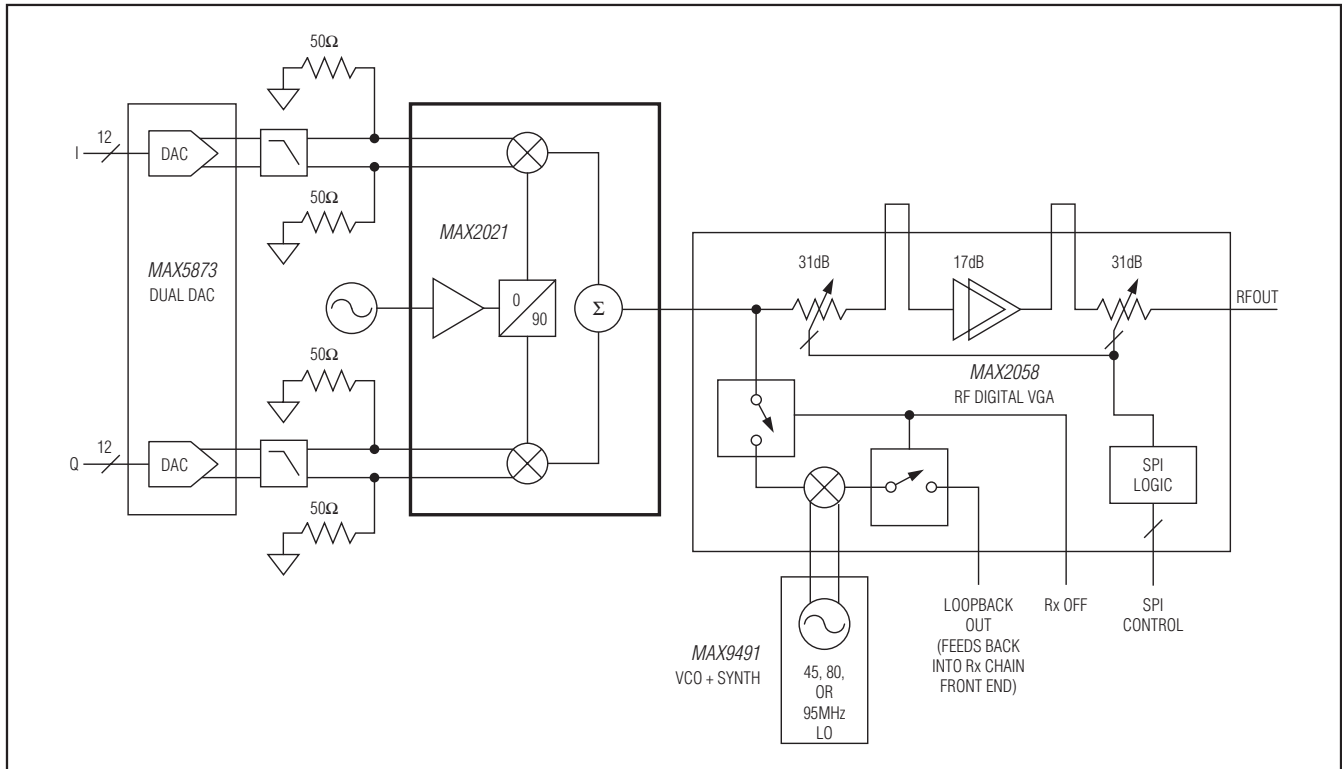 50Ω
12
I
DAC
50Ω
MAX5873
DUAL DAC
MAX2021
0
90
Σ
50Ω
12
Q
DAC
50Ω
31dB
17dB
31dB
RFOUT
MAX2058
RF DIGITAL VGA
SPI
LOGIC
MAX9491
VCO + SYNTH
45, 80,
OR
95MHz
LO
LOOPBACK
OUT
(FEEDS BACK
INTO Rx CHAIN
FRONT END)
Rx OFF
SPI
CONTROL